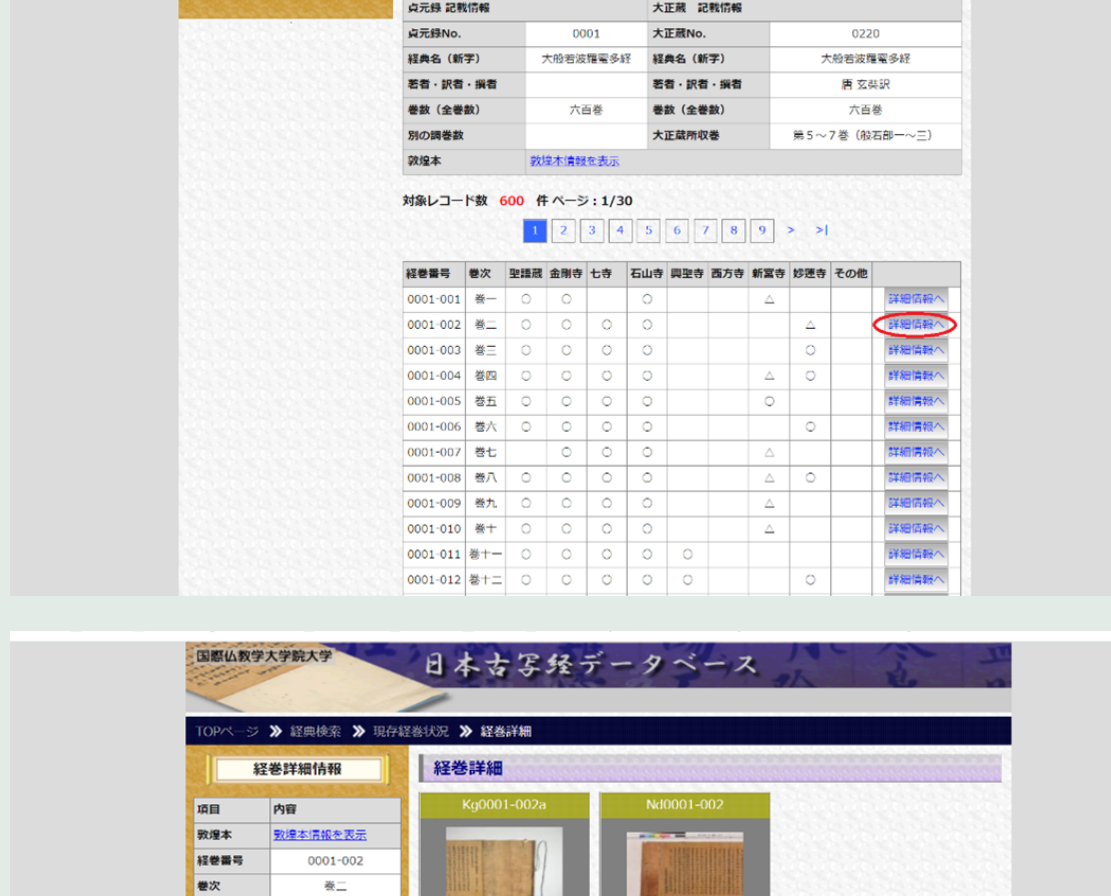 貞元録 記載情報 大正蔵 記載情報
貞元録No. 0001 大正蔵No. 0220
経典名（新字） 大般若波羅蜜多経 経典名（新字） 大般若波羅蜜多経
著者・訳者・撰者 著者・訳者・撰者 唐 玄奘訳
巻数（全巻数） 六百巻 巻数（全巻数） 六百巻
別の調巻数 大正蔵所収巻 第５～７巻（般若部一～三）
敦煌本 敦煌本情報を表示
対象レコード数 600 件 ページ：1/30
1 2 3 4 5 6 7 8 9 > >|
経巻番号 巻次 聖語蔵 金剛寺 七寺 石山寺 興聖寺 西方寺 新宮寺 妙蓮寺 その他
0001-001 巻一 ○ ○ ○ △ 詳細情報へ
0001-002 巻二 ○ ○ ○ ○ △ 詳細情報へ
0001-003 巻三 ○ ○ ○ ○ ○ 詳細情報へ
0001-004 巻四 ○ ○ ○ ○ △ ○ 詳細情報へ
0001-005 巻五 ○ ○ ○ ○ ○ 詳細情報へ
0001-006 巻六 ○ ○ ○ ○ ○ 詳細情報へ
0001-007 巻七 ○ ○ ○ △ 詳細情報へ
0001-008 巻八 ○ ○ ○ ○ △ ○ 詳細情報へ
0001-009 巻九 ○ ○ ○ ○ △ 詳細情報へ
0001-010 巻十 ○ ○ ○ ○ △ 詳細情報へ
0001-011 巻十一 ○ ○ ○ ○ ○ 詳細情報へ
0001-012 巻十二 ○ ○ ○ ○ ○ ○ 詳細情報へ
国際仏教学大学院大学
日本古写経データベース
TOPページ 経典検索 現存経巻状況 経巻詳細
経巻詳細情報
経巻詳細
項目 内容
敦煌本 敦煌本情報を表示
経巻番号 0001-002
巻次 巻二
Kg0001-002a Nd0001-002